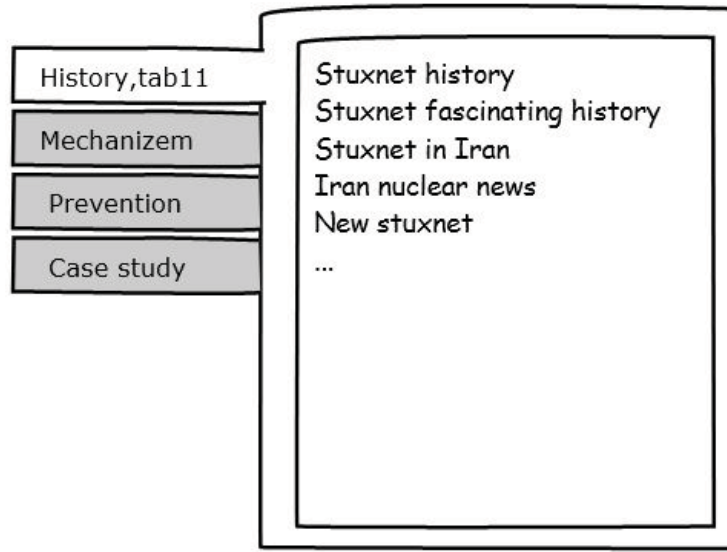 History,tab11
Mechanizem
Prevention
Case study
Stuxnet history
Stuxnet fascinating history
Stuxnet in Iran
Iran nuclear news
New stuxnet
...